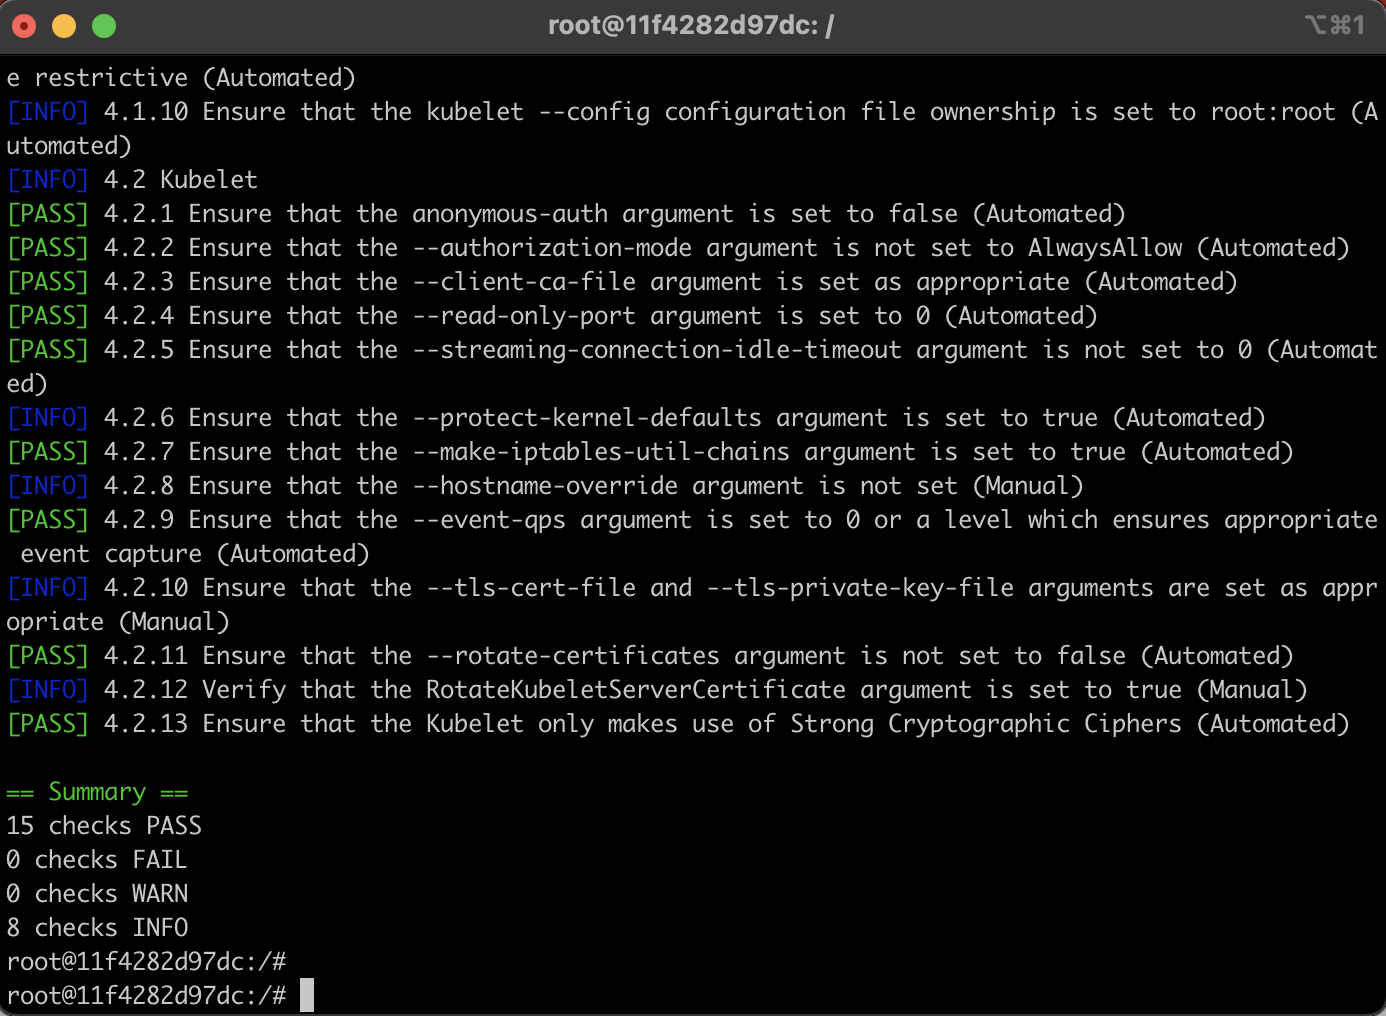 root@11f4282d97dc: /
⌥⌘1
e restrictive (Automated)
[INFO] 4.1.10 Ensure that the kubelet --config configuration file ownership is set to root:root (A
utomated)
[INFO] 4.2 Kubelet
[PASS] 4.2.1 Ensure that the anonymous-auth argument is set to false (Automated)
[PASS] 4.2.2 Ensure that the --authorization-mode argument is not set to AlwaysAllow (Automated)
[PASS] 4.2.3 Ensure that the --client-ca-file argument is set as appropriate (Automated)
[PASS] 4.2.4 Ensure that the --read-only-port argument is set to 0 (Automated)
[PASS] 4.2.5 Ensure that the --streaming-connection-idle-timeout argument is not set to 0 (Automat
ed)
[INFO] 4.2.6 Ensure that the --protect-kernel-defaults argument is set to true (Automated)
[PASS] 4.2.7 Ensure that the --make-iptables-util-chains argument is set to true (Automated)
[INFO] 4.2.8 Ensure that the --hostname-override argument is not set (Manual)
[PASS] 4.2.9 Ensure that the --event-qps argument is set to 0 or a level which ensures appropriate
 event capture (Automated)
[INFO] 4.2.10 Ensure that the --tls-cert-file and --tls-private-key-file arguments are set as appr
opriate (Manual)
[PASS] 4.2.11 Ensure that the --rotate-certificates argument is not set to false (Automated)
[INFO] 4.2.12 Verify that the RotateKubeletServerCertificate argument is set to true (Manual)
[PASS] 4.2.13 Ensure that the Kubelet only makes use of Strong Cryptographic Ciphers (Automated)

== Summary ==
15 checks PASS
0 checks FAIL
0 checks WARN
8 checks INFO
root@11f4282d97dc:/#
root@11f4282d97dc:/#